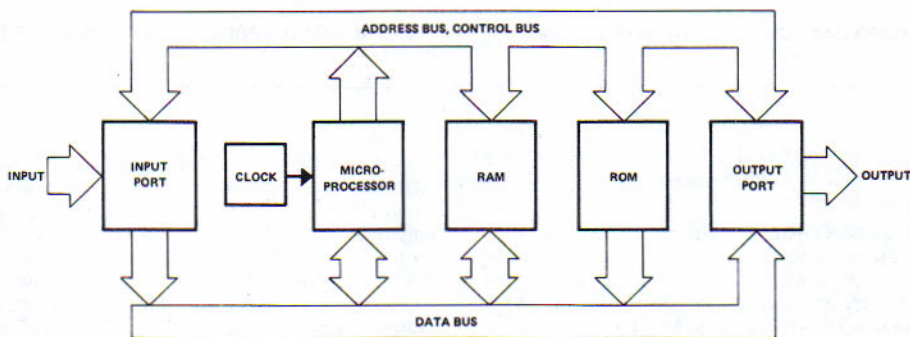 ADDRESS BUS, CONTROL BUS
INPUT
INPUT
PORT
CLOCK
MICRO-
PROCESSOR
RAM
ROM
OUTPUT
PORT
OUTPUT
DATA BUS